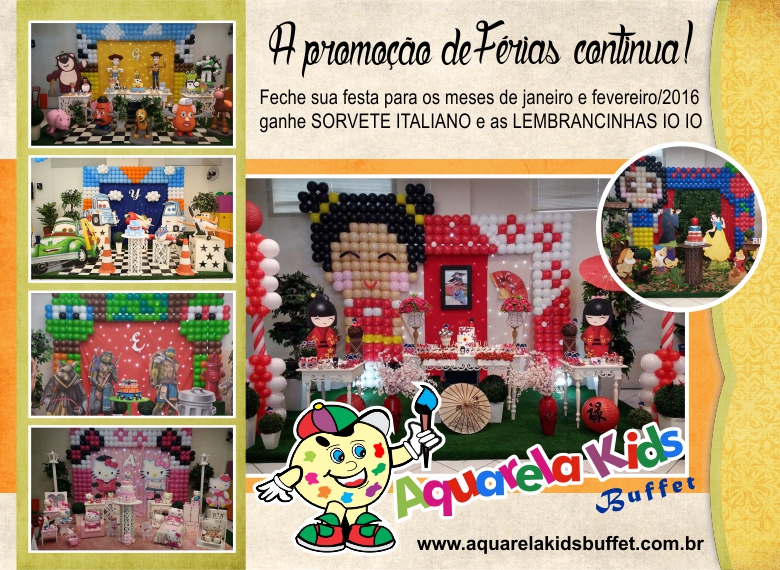 A promoção de Férias continua!
Feche sua festa para os meses de janeiro e fevereiro/2016
ganhe SORVETE ITALIANO e as LEMBRANCINHAS IO IO
G
Y
E
A
梁
Aquarela Kids
Buffet
www.aquarelakidsbuffet.com.br